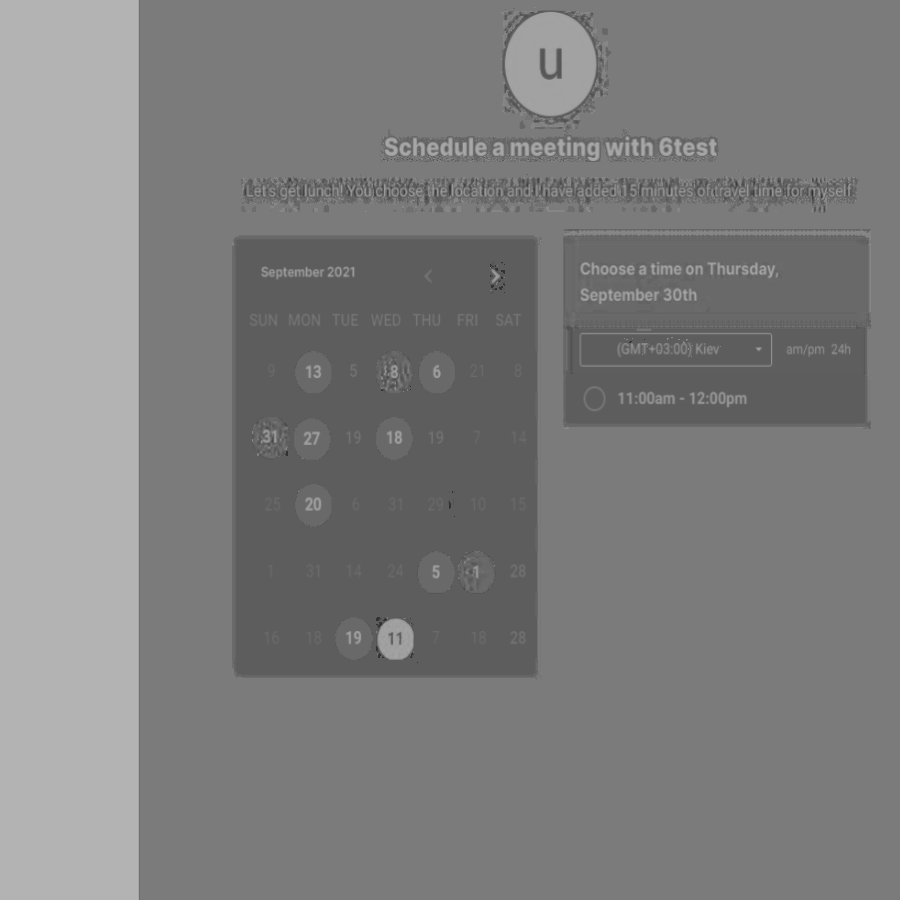 u
Schedule a meeting with 6test
Let's get lunch! You choose the location and I have added 15 minutes of travel time for myself.
September 2021
SUN MON TUE WED THU FRI SAT
9 13 5 8 6 21 8
31 27 19 18 19 7 14
25 20 6 31 29 10 15
1 31 14 24 5 1 28
16 18 19 11 7 18 28
Choose a time on Thursday,
September 30th
(GMT+03:00) Kiev
am/pm 24h
11:00am - 12:00pm